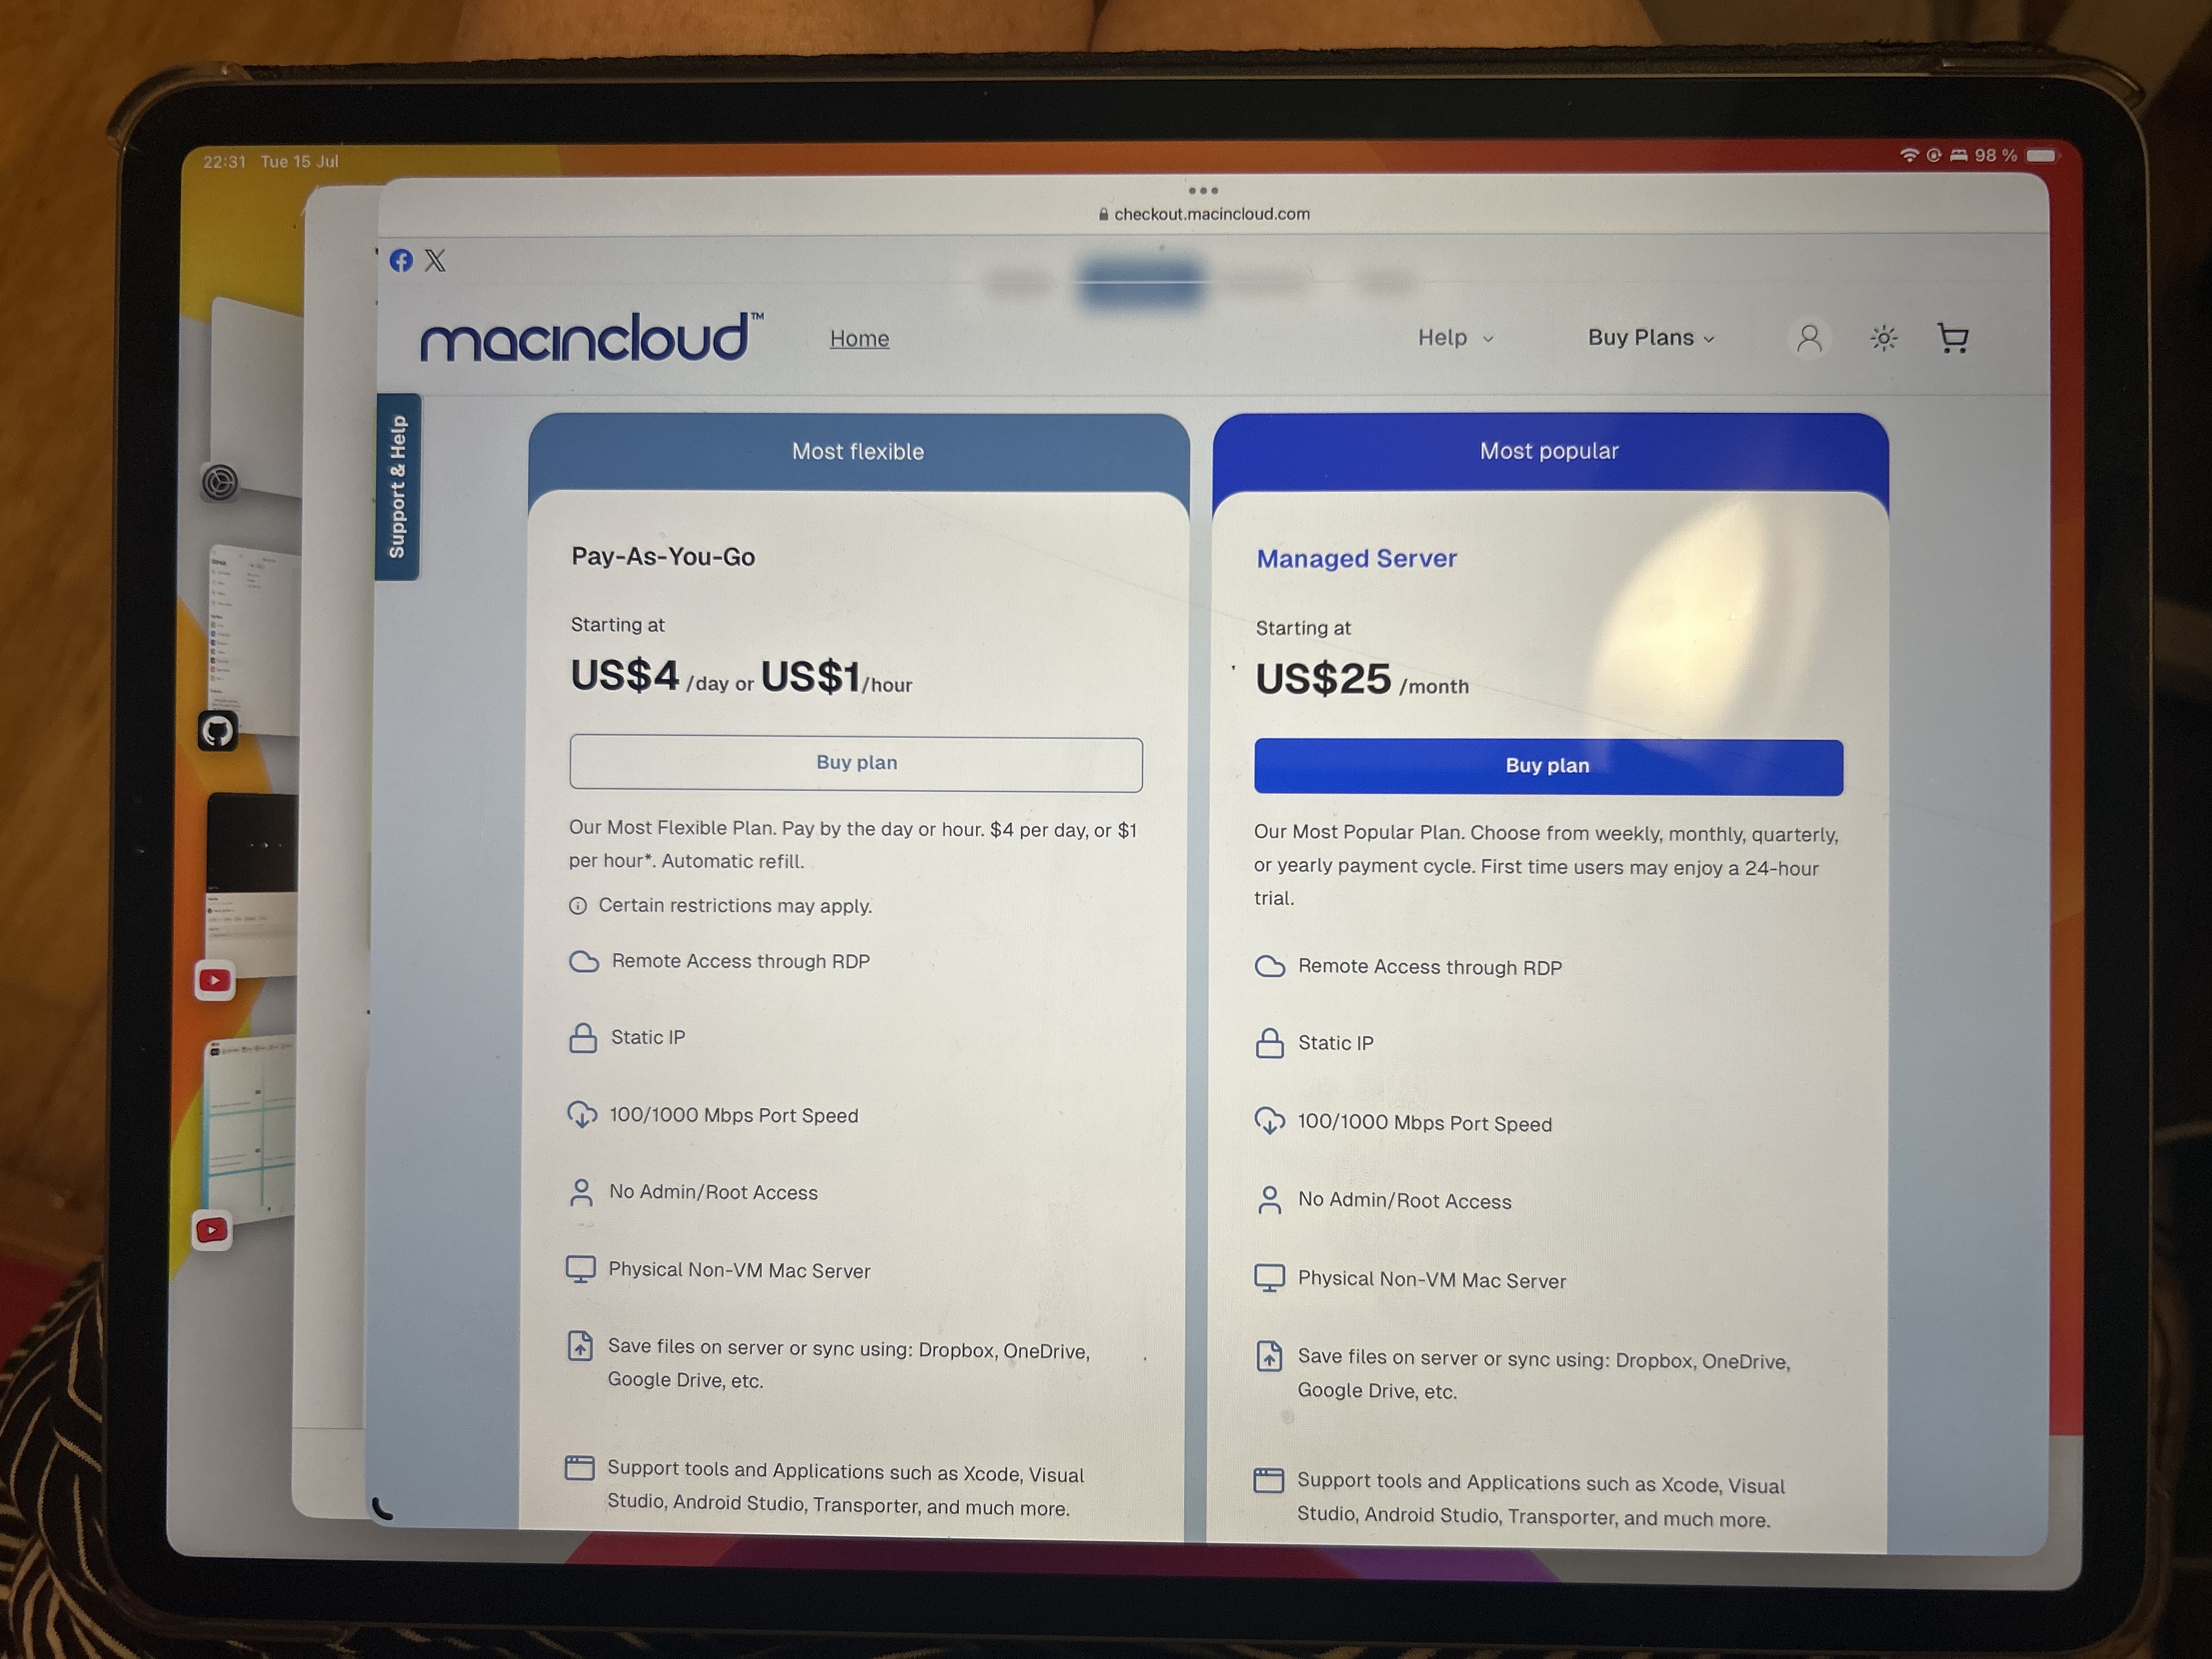 22:31 Tue 15 Jul
98 %
checkout.macincloud.com
macincloud™
Home
Help
Buy Plans
Support & Help
Most flexible
Pay-As-You-Go
Starting at
US$4 /day or US$1/hour
Buy plan
Our Most Flexible Plan. Pay by the day or hour. $4 per day, or $1
per hour*. Automatic refill.
Certain restrictions may apply.
Remote Access through RDP
Static IP
100/1000 Mbps Port Speed
No Admin/Root Access
Physical Non-VM Mac Server
Save files on server or sync using: Dropbox, OneDrive,
Google Drive, etc.
Support tools and Applications such as Xcode, Visual
Studio, Android Studio, Transporter, and much more.
Most popular
Managed Server
Starting at
US$25 /month
Buy plan
Our Most Popular Plan. Choose from weekly, monthly, quarterly,
or yearly payment cycle. First time users may enjoy a 24-hour
trial.
Remote Access through RDP
Static IP
100/1000 Mbps Port Speed
No Admin/Root Access
Physical Non-VM Mac Server
Save files on server or sync using: Dropbox, OneDrive,
Google Drive, etc.
Support tools and Applications such as Xcode, Visual
Studio, Android Studio, Transporter, and much more.